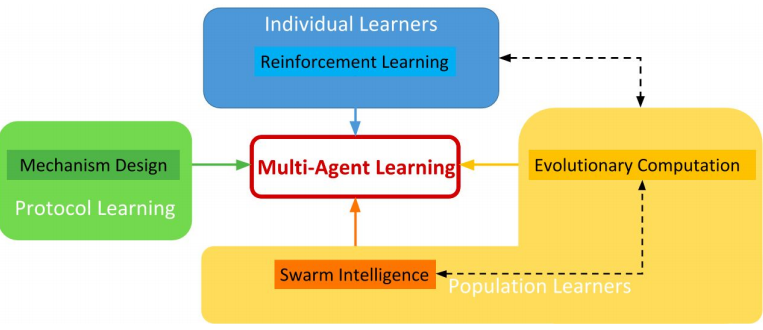 Individual Learners
Reinforcement Learning
Mechanism Design
Protocol Learning
Multi-Agent Learning
Evolutionary Computation
Swarm Intelligence
Population Learners